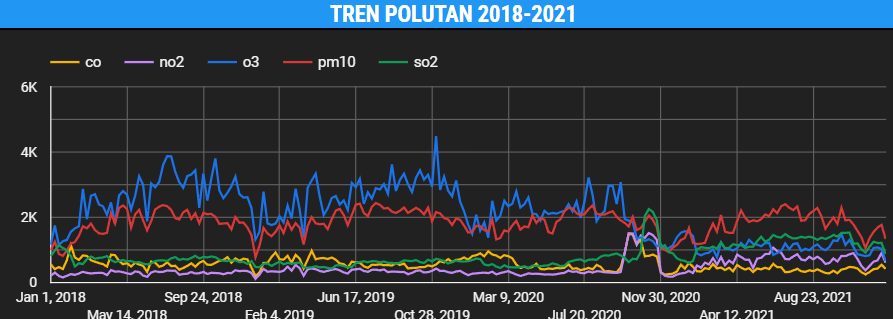 TREN POLUTAN 2018-2021
co no2 o3 pm10 so2
6K
4K
2K
0
Jan 1, 2018 Sep 24, 2018 Jun 17, 2019 Mar 9, 2020 Nov 30, 2020 Aug 23, 2021
May 14, 2018 Feb 4, 2019 Oct 28, 2019 Jul 20, 2020 Apr 12, 2021